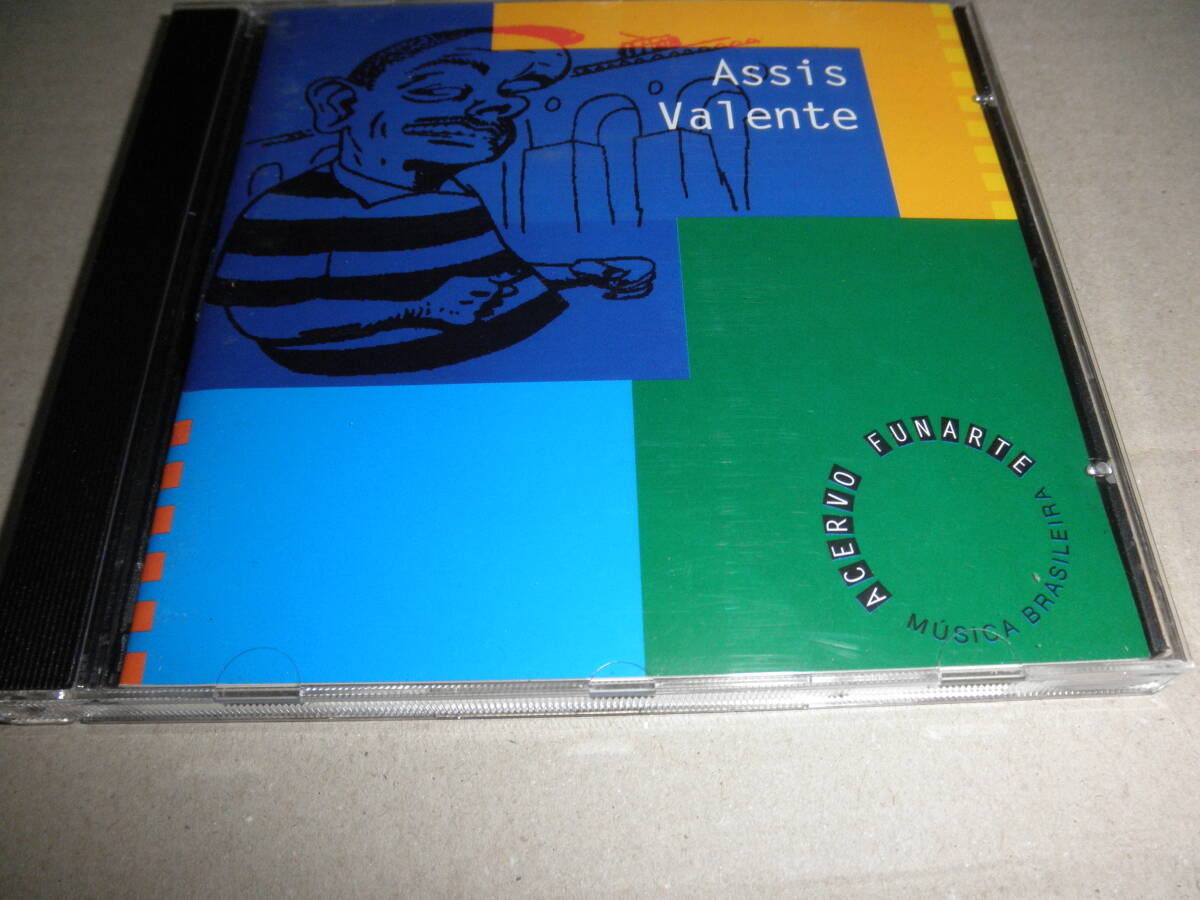 Assis
Valente
ACERVO FUNARTE
MÚSICA BRASILEIRA